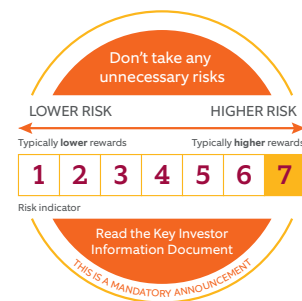 Don't take any
unnecessary risks
LOWER RISK HIGHER RISK
Typically lower rewards Typically higher rewards
1 2 3 4 5 6 7
Risk indicator
Read the Key Investor
Information Document
THIS IS A MANDATORY ANNOUNCEMENT